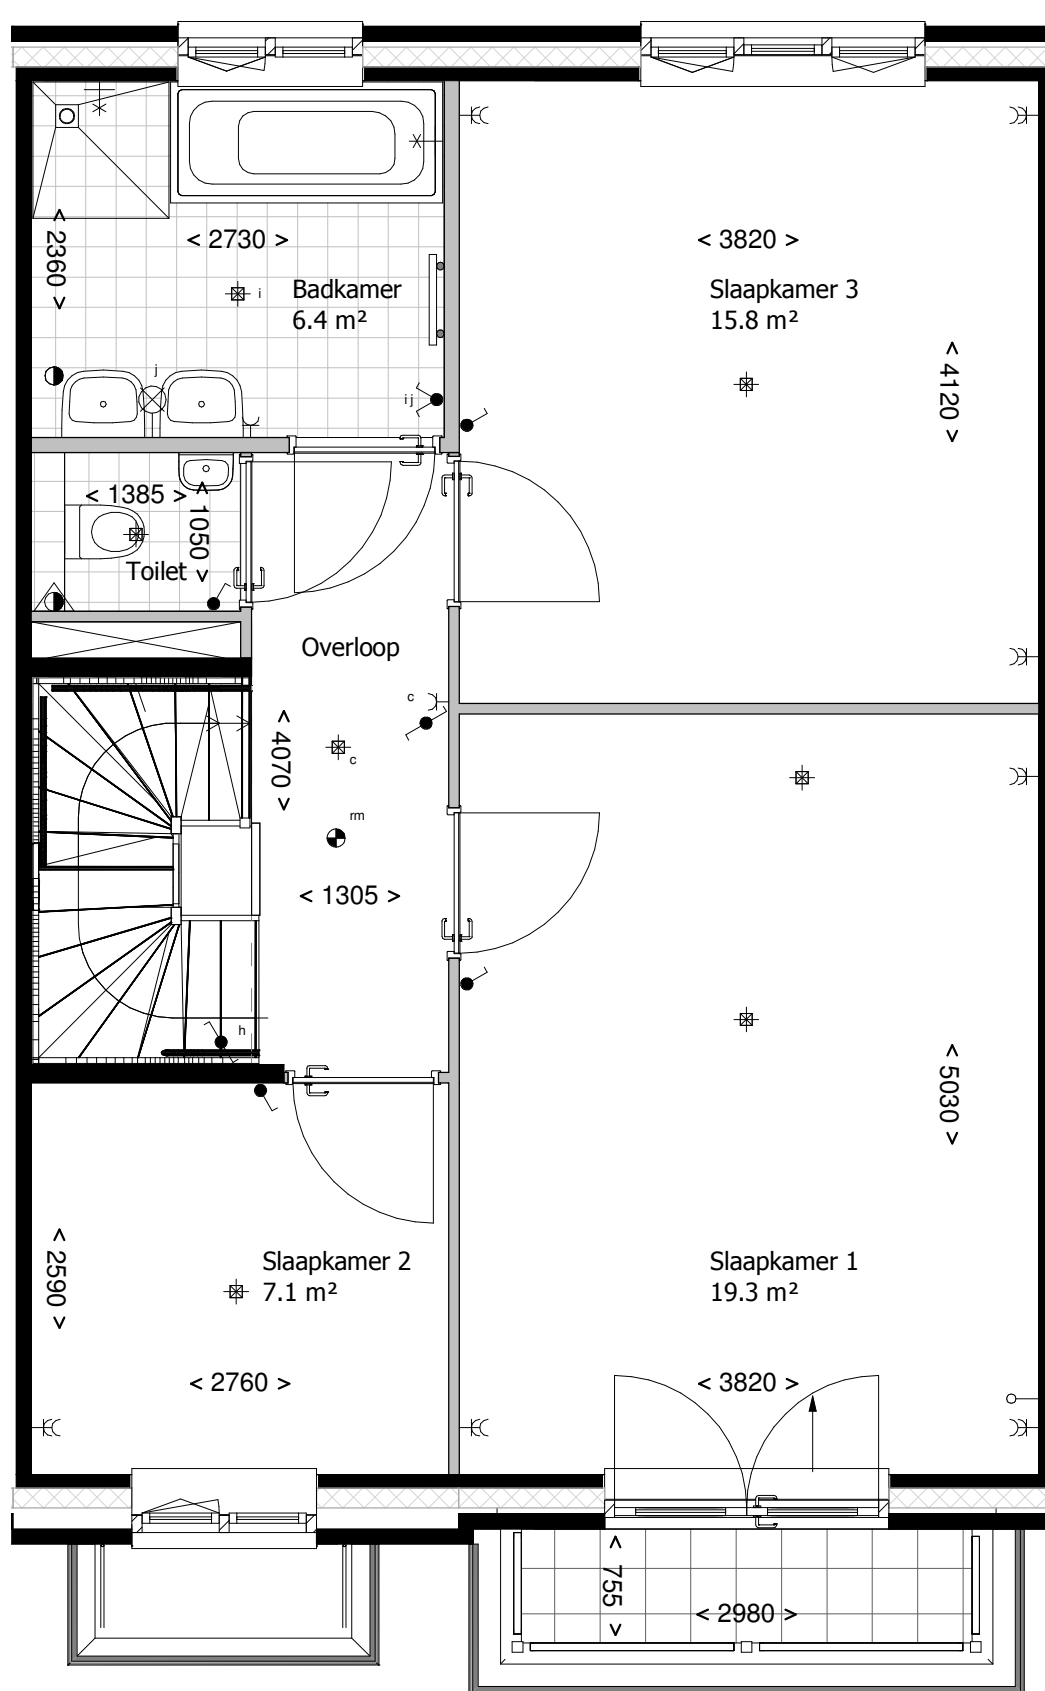 < 2730 >
< 2360 >
i
Badkamer
6.4 m²
j
i j
< 3820 >
Slaapkamer 3
15.8 m²
< 4120 >
< 1385 >
< 1050 >
Toilet
Overloop
c
< 4070 >
c
rm
< 1305 >
h
< 5030 >
Slaapkamer 2
7.1 m²
< 2590 >
< 2760 >
Slaapkamer 1
19.3 m²
< 3820 >
< 755 >
< 2980 >